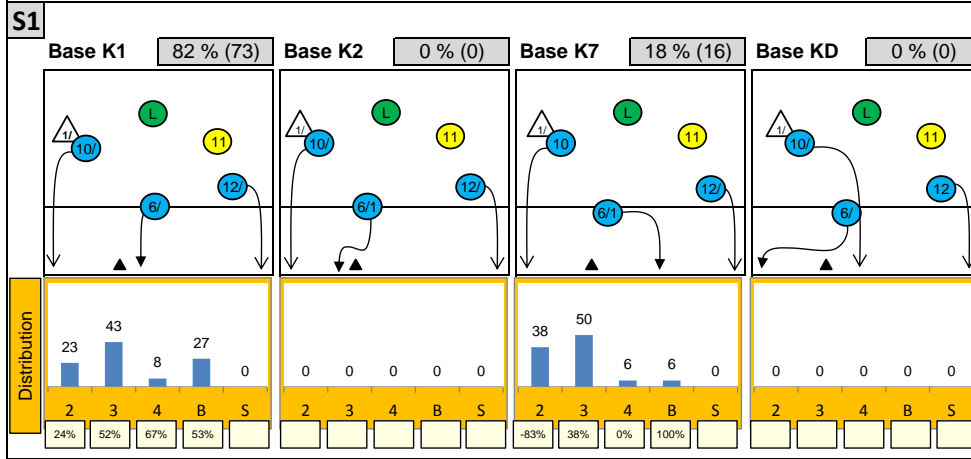 S1
Base K1 82 % (73) Base K2 0 % (0) Base K7 18 % (16) Base KD 0 % (0)
1/ 10/ L 11 12/ 6/
1/ 10/ L 11 12/ 6/1
1/ 10 L 11 12/ 6/1
1/ 10/ L 11 12 6/
Distribution
23 43 8 27 0
0 0 0 0 0
38 50 6 6 0
0 0 0 0 0
2 3 4 B S 2 3 4 B S 2 3 4 B S 2 3 4 B S
24% 52% 67% 53% -83% 38% 0% 100%